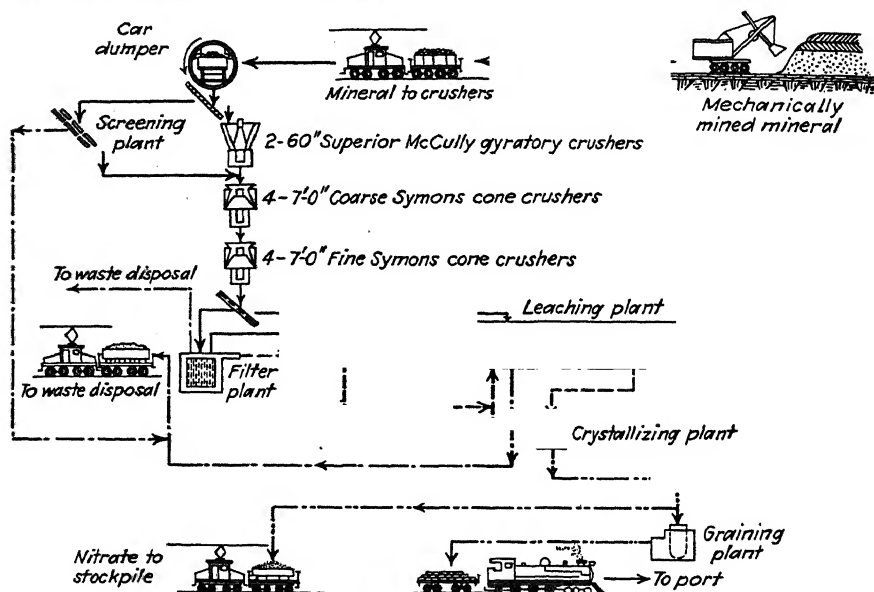 Car
dumper
Mineral to crushers
Mechanically
mined mineral
Screening
plant
2-60" Superior McCully gyratory crushers
4-7'-0" Coarse Symons cone crushers
4-7'-0" Fine Symons cone crushers
To waste disposal
Leaching plant
To waste disposal
Filter
plant
Crystallizing plant
Graining
plant
Nitrate to
stockpile
To port